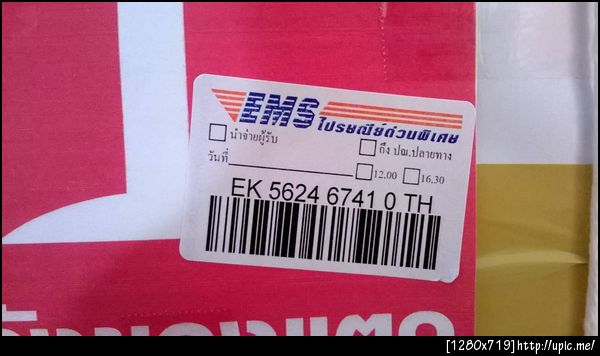 EMS
ไปรษณีย์ด่วนพิเศษ
นำจ่ายผู้รับ
ถึง ปณ.ปลายทาง
วันที่
12.00 16.30
EK 5624 6741 0 TH
[1280x719]http://upic.me/